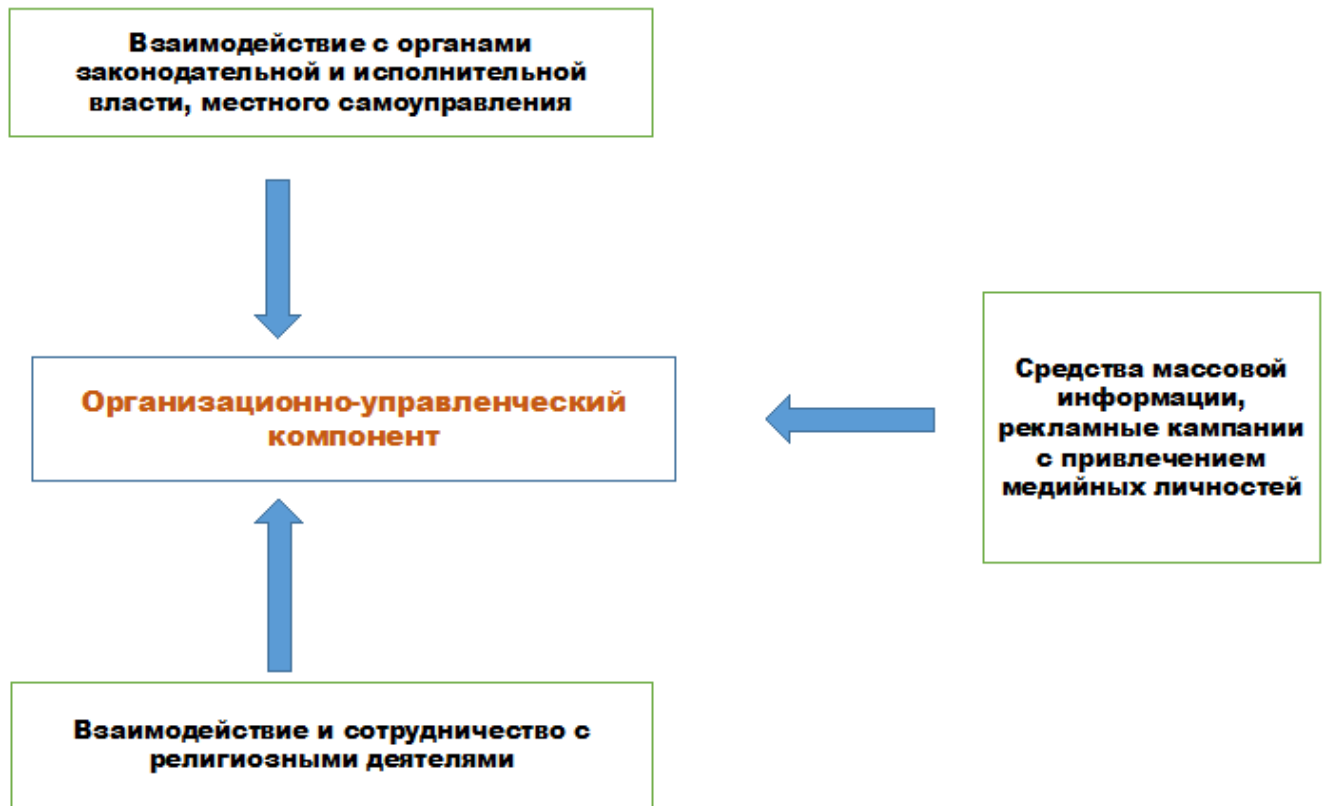 Взаимодействие с органами
законодательной и исполнительной
власти, местного самоуправления
Организационно-управленческий
компонент
Средства массовой
информации,
рекламные кампании
с привлечением
медийных личностей
Взаимодействие и сотрудничество с
религиозными деятелями